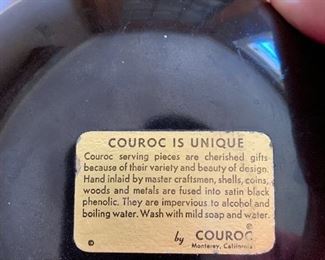 COUROC IS UNIQUE
Couroc serving pieces are cherished gifts
because of their variety and beauty of design.
Hand inlaid by master craftsmen, shells, coins,
woods and metals are fused into satin black
phenolic. They are impervious to alcohol and
boiling water. Wash with mild soap and water.
© by COUROC®
Monterey, California